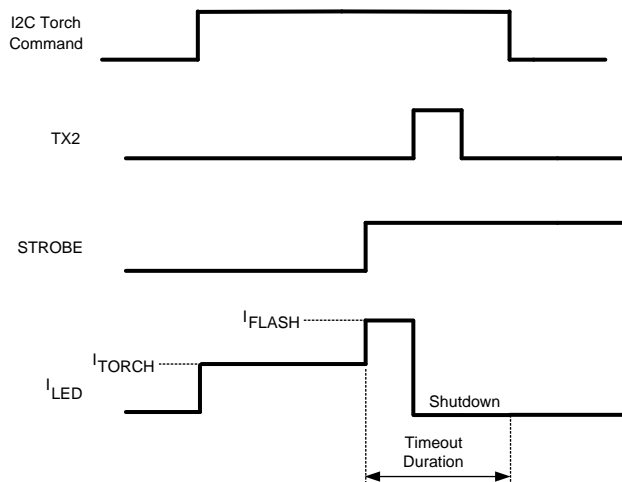 I2C Torch
Command
TX2
STROBE
IFLASH
ITORCH
ILED
Shutdown
Timeout
Duration